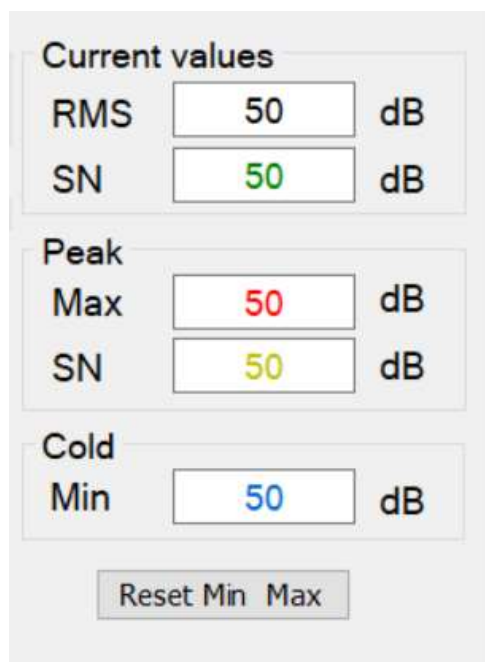 Current values
RMS 50 dB
SN 50 dB
Peak
Max 50 dB
SN 50 dB
Cold
Min 50 dB
Reset Min Max